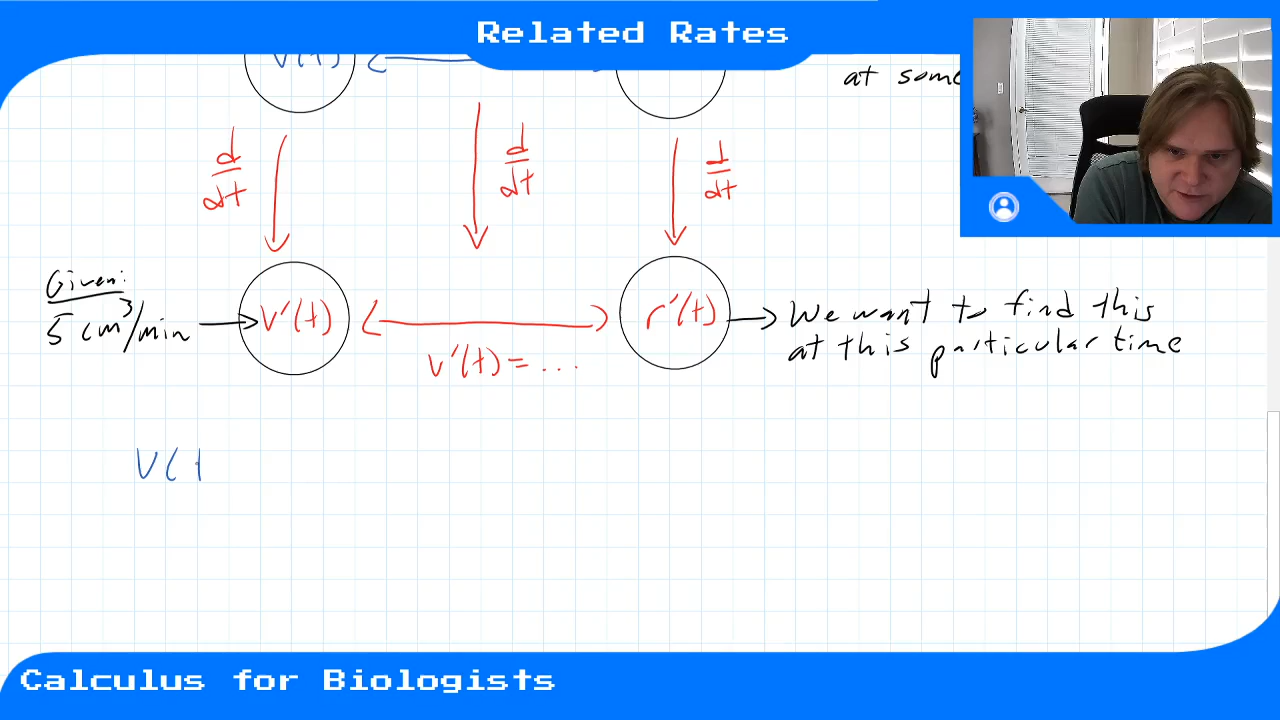 Related Rates
V(t)
at some
d/dt
d/dt
d/dt
Given:
5 cm³/min
V'(t)
r'(t)
We want to find this
at this particular time
V'(t) = ...
V(t
Calculus for Biologists